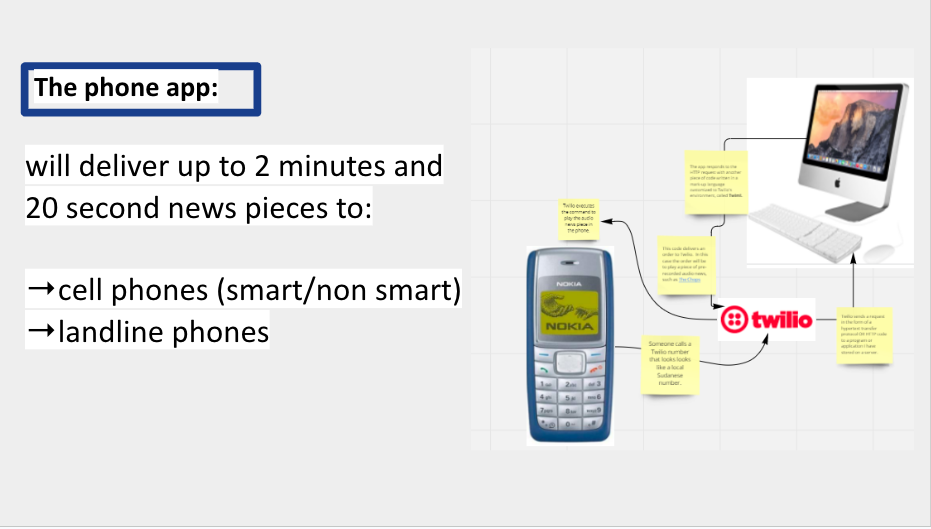 The phone app:
will deliver up to 2 minutes and
20 second news pieces to:
→cell phones (smart/non smart)
→landline phones
The app responds to the
HTTP request with another
piece of code written in a
mark-up language
customized to Twilio's
environment, called TwimML
Twilio executes
the command to
play the audio
news piece in
the phone.
This code delivers an
order to Twilio. In this
case the order will be
to play a piece of pre-
recorded audio news,
such as
NOKIA
NOKIA
twilio
Someone calls a
Twilio number
that looks looks
like a local
Sudanese
number.
Twilio sends a request
in the form of a
hypertext transfer
protocol OR HTTP code
to a program or
application I have
stored on a server.